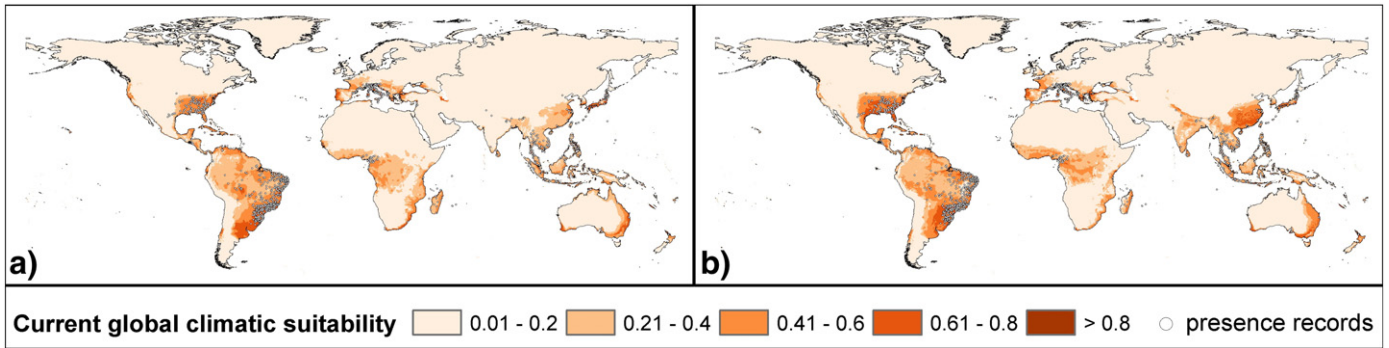 a)
b)
Current global climatic suitability 0.01 - 0.2 0.21 - 0.4 0.41 - 0.6 0.61 - 0.8 > 0.8 presence records